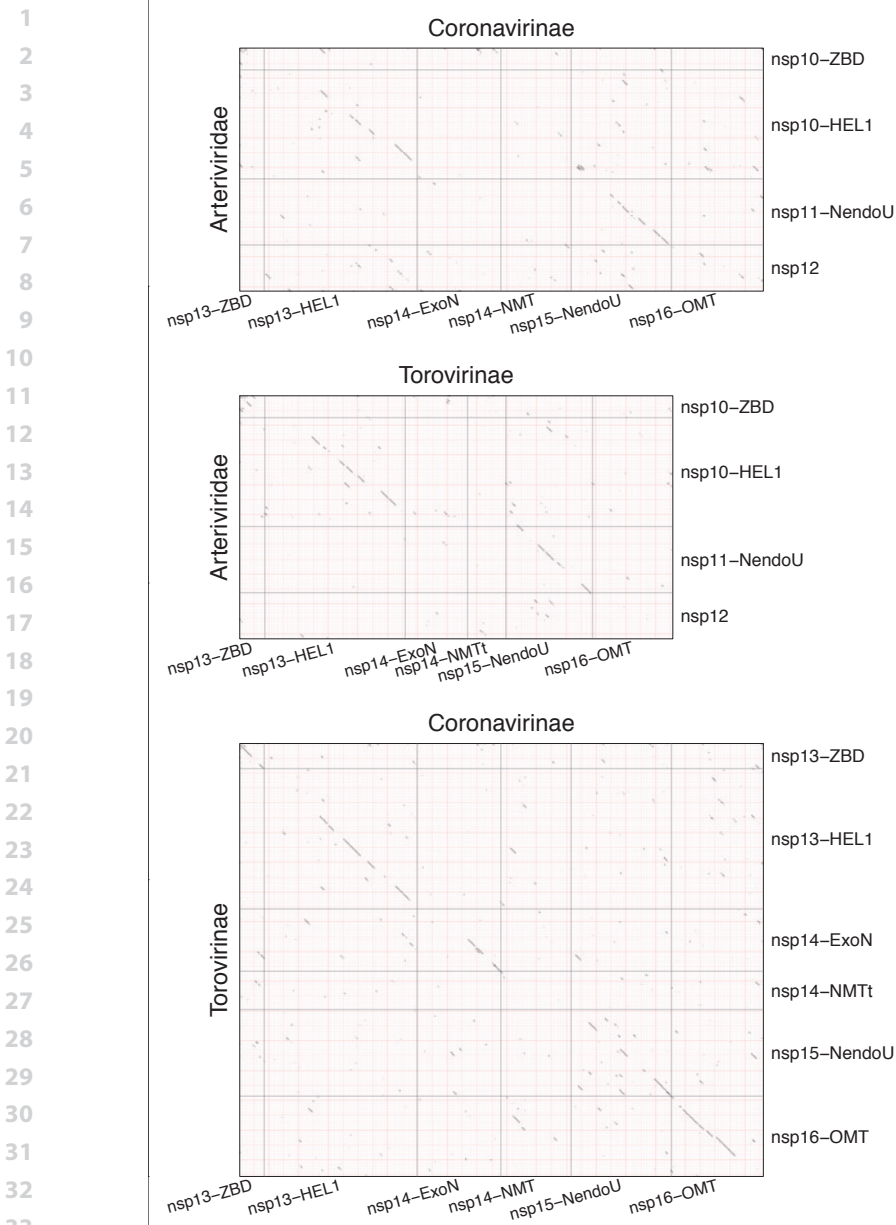 1
2
3
4
5
6
7
8
9
10
11
12
13
14
15
16
17
18
19
20
21
22
23
24
25
26
27
28
29
30
31
32
Coronavirinae
Arteriviridae
nsp10–ZBD
nsp10–HEL1
nsp11–NendoU
nsp12
nsp13–ZBD
nsp13–HEL1
nsp14–ExoN
nsp14–NMT
nsp15–NendoU
nsp16–OMT
Torovirinae
Arteriviridae
nsp10–ZBD
nsp10–HEL1
nsp11–NendoU
nsp12
nsp13–ZBD
nsp13–HEL1
nsp14–ExoN
nsp14–NMTt
nsp15–NendoU
nsp16–OMT
Coronavirinae
Torovirinae
nsp13–ZBD
nsp13–HEL1
nsp14–ExoN
nsp14–NMTt
nsp15–NendoU
nsp16–OMT
nsp13–ZBD
nsp13–HEL1
nsp14–ExoN
nsp14–NMT
nsp15–NendoU
nsp16–OMT